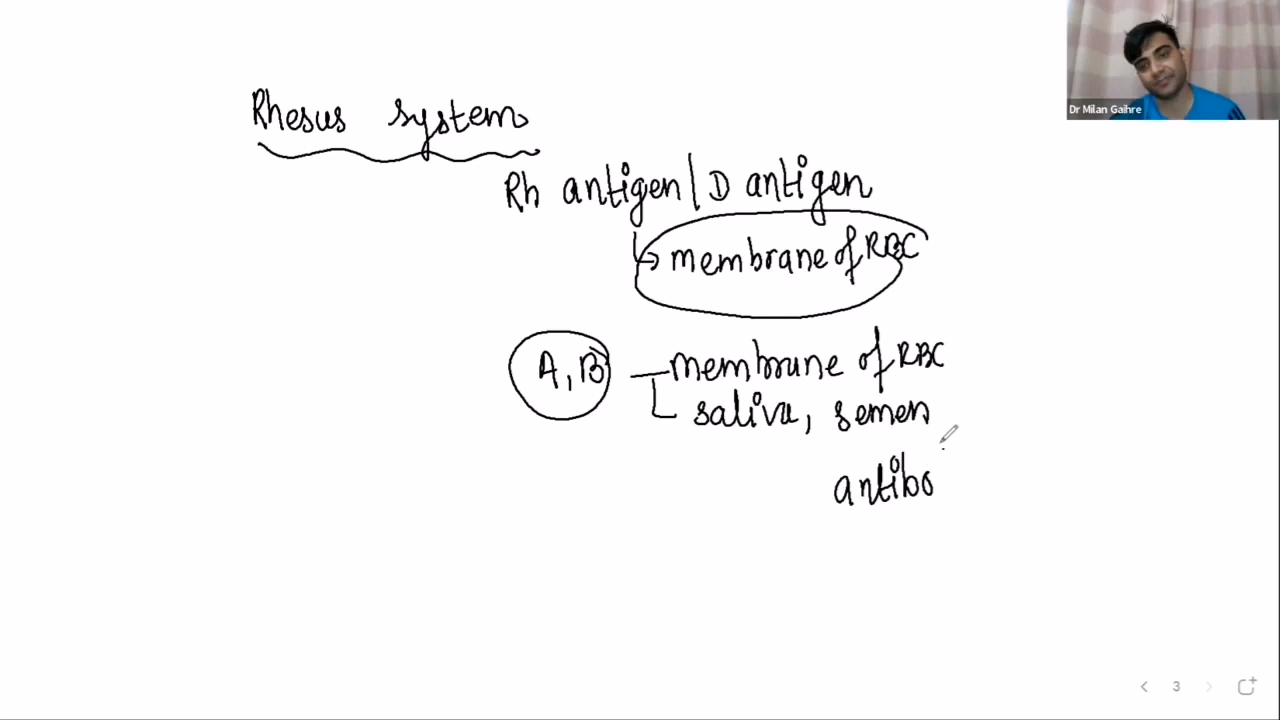 Dr Milan Gaihre
Rhesus system
Rh antigen/D antigen
membrane of RBC
A, B membrane of RBC
saliva, semen
antibo
3